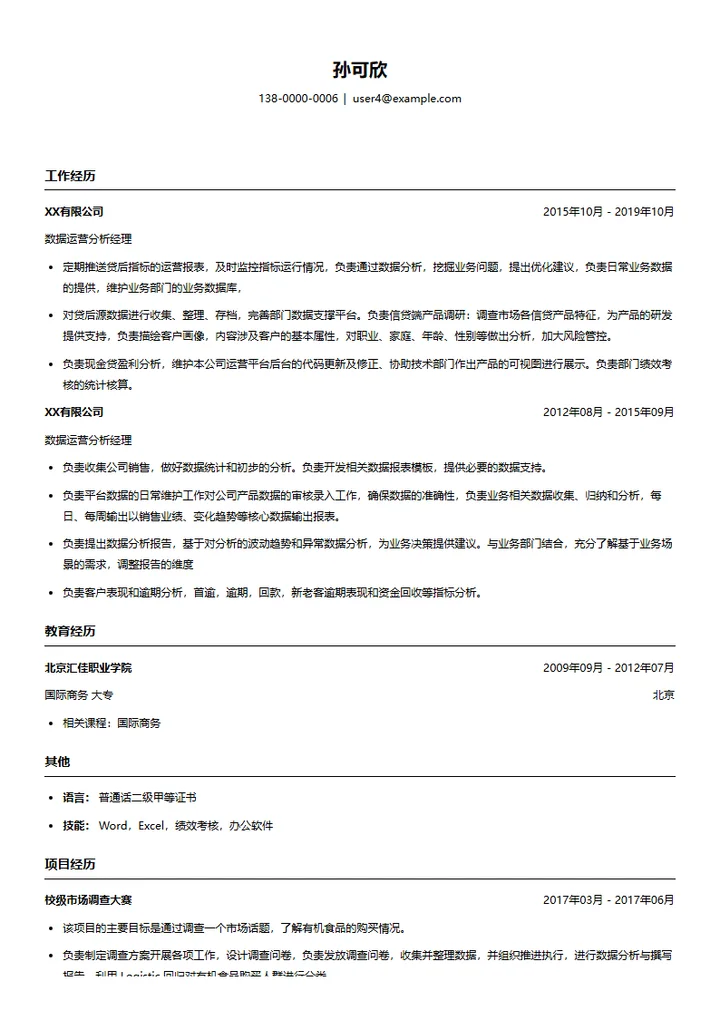 孙可欣
138-0000-0006 | user4@example.com
工作经历
XX有限公司 2015年10月 - 2019年10月
数据运营分析经理
• 定期推送贷后指标的运营报表，及时监控指标运行情况，负责通过数据分析，挖掘业务问题，提出优化建议，负责日常业务数据
的提供，维护业务部门的业务数据库，
• 对贷后源数据进行收集、整理、存档，完善部门数据支撑平台。负责信贷端产品调研：调查市场各信贷产品特征，为产品的研发
提供支持，负责描绘客户画像，内容涉及客户的基本属性，对职业、家庭、年龄、性别等做出分析，加大风险管控。
• 负责现金贷盈利分析，维护本公司运营平台后台的代码更新及修正、协助技术部门作出产品的可视图进行展示。负责部门绩效考
核的统计核算。
XX有限公司 2012年08月 - 2015年09月
数据运营分析经理
• 负责收集公司销售，做好数据统计和初步的分析。负责开发相关数据报表模板，提供必要的数据支持。
• 负责平台数据的日常维护工作对公司产品数据的审核录入工作，确保数据的准确性，负责业务相关数据收集、归纳和分析，每
日、每周输出以销售业绩、变化趋势等核心数据输出报表。
• 负责提出数据分析报告，基于对分析的波动趋势和异常数据分析，为业务决策提供建议。与业务部门结合，充分了解基于业务场
景的需求，调整报告的维度
• 负责客户表现和逾期分析，首逾，逾期，回款，新老客逾期表现和资金回收等指标分析。
教育经历
北京汇佳职业学院 2009年09月 - 2012年07月
国际商务 大专 北京
• 相关课程：国际商务
其他
• 语言： 普通话二级甲等证书
• 技能： Word，Excel，绩效考核，办公软件
项目经历
校级市场调查大赛 2017年03月 - 2017年06月
• 该项目的主要目标是通过调查一个市场话题，了解有机食品的购买情况。
• 负责制定调查方案开展各项工作，设计调查问卷，负责发放调查问卷，收集并整理数据，并组织推进执行，进行数据分析与撰写
报告，利用 Logistic 回归对有机食品购买人群进行分类